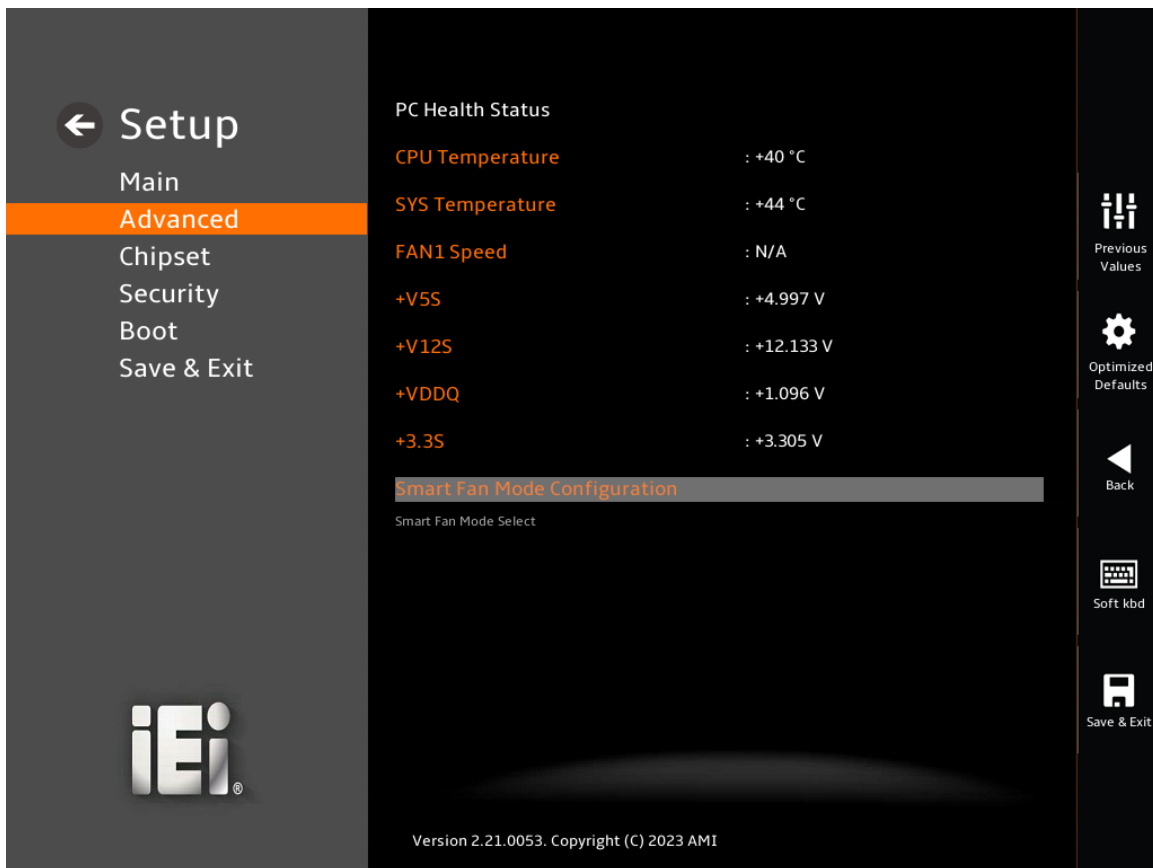 Setup
Main
Advanced
Chipset
Security
Boot
Save & Exit
PC Health Status
CPU Temperature : +40 °C
SYS Temperature : +44 °C
FAN1 Speed : N/A
+V5S : +4.997 V
+V12S : +12.133 V
+VDDQ : +1.096 V
+3.3S : +3.305 V
Smart Fan Mode Configuration
Smart Fan Mode Select
Previous
Values
Optimized
Defaults
Back
Soft kbd
Save & Exit
iEi®
Version 2.21.0053. Copyright (C) 2023 AMI